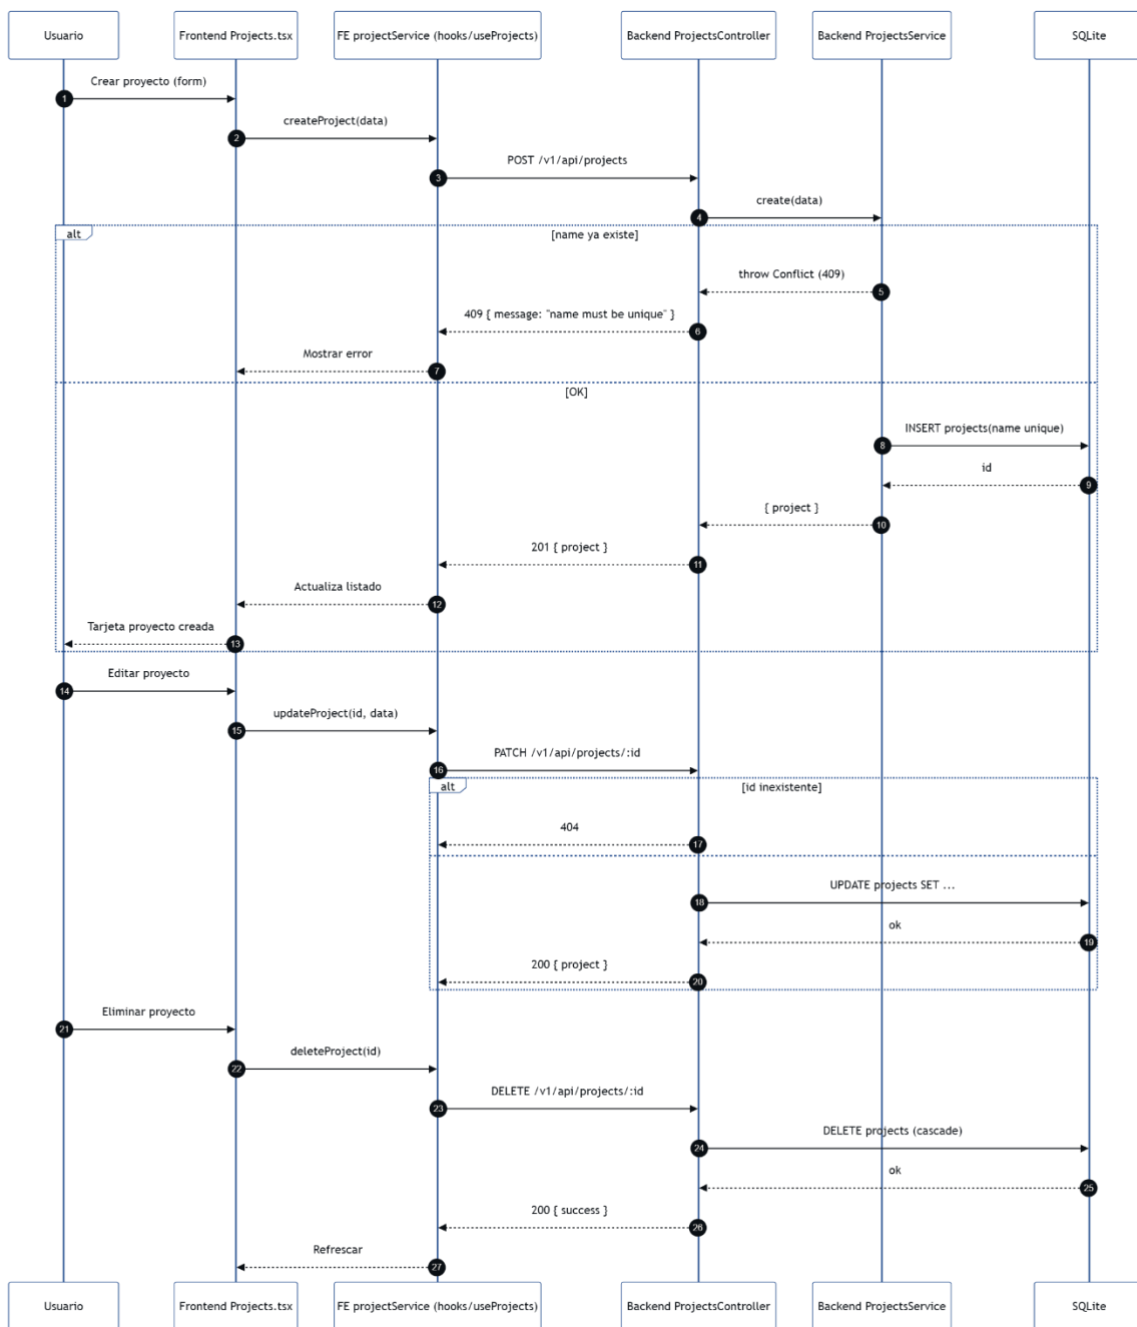 Usuario
Frontend Projects.tsx
FE projectService (hooks/useProjects)
Backend ProjectsController
Backend ProjectsService
SQLite
Crear proyecto (form)
1
createProject(data)
2
POST /v1/api/projects
3
create(data)
4
alt
[name ya existe]
throw Conflict (409)
5
409 { message: "name must be unique" }
6
Mostrar error
7
[OK]
INSERT projects(name unique)
8
id
9
{ project }
10
201 { project }
11
Actualiza listado
12
Tarjeta proyecto creada
13
Editar proyecto
14
updateProject(id, data)
15
PATCH /v1/api/projects/:id
16
alt
[id inexistente]
404
17
UPDATE projects SET ...
18
ok
19
200 { project }
20
Eliminar proyecto
21
deleteProject(id)
22
DELETE /v1/api/projects/:id
23
DELETE projects (cascade)
24
ok
25
200 { success }
26
Refrescar
27
Usuario
Frontend Projects.tsx
FE projectService (hooks/useProjects)
Backend ProjectsController
Backend ProjectsService
SQLite